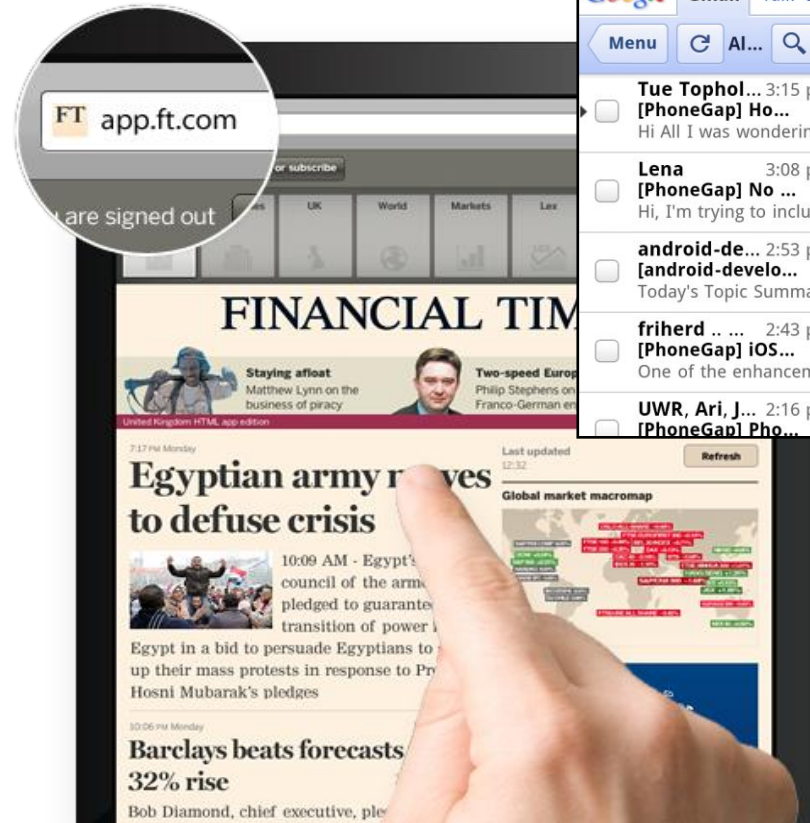 FT app.ft.com
or subscribe
are signed out
UK World Markets Lex
FINANCIAL TIM
Staying afloat
Matthew Lynn on the
business of piracy
Two-speed Europ
Philip Stephens on
Franco-German en
United Kingdom HTML app edition
7:17 PM Monday
Egyptian army
to defuse crisis
10:09 AM - Egypt's
council of the arm
pledged to guarante
transition of power
Egypt in a bid to persuade Egyptians to
up their mass protests in response to Pr
Hosni Mubarak's pledges
10:06 PM Monday
Barclays beats forecasts
32% rise
Bob Diamond, chief executive, ple
Last updated
12:32
Refresh
Global market macromap
Gmail
Menu Al...
Tue Tophol... 3:15 p
[PhoneGap] Ho...
Hi All I was wonderin
Lena 3:08 p
[PhoneGap] No ...
Hi, I'm trying to inclu
android-de... 2:53 p
[android-develo...
Today's Topic Summa
friherd .. ... 2:43 p
[PhoneGap] iOS...
One of the enhancem
UWR, Ari, J... 2:16 p
[PhoneGap] Pho...